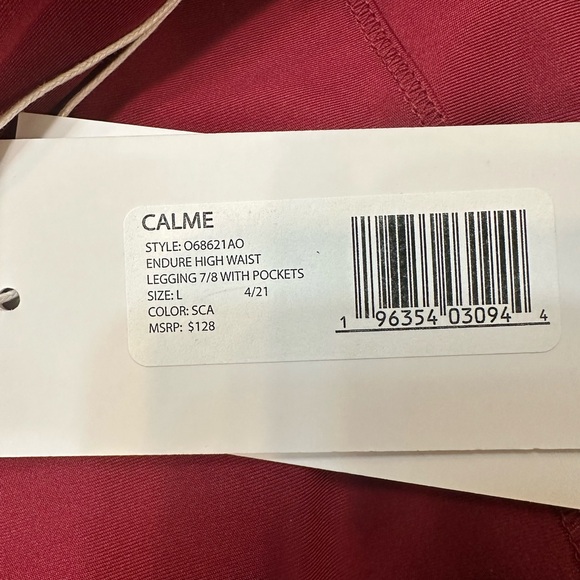 CALME
STYLE: O68621AO
ENDURE HIGH WAIST
LEGGING 7/8 WITH POCKETS
SIZE: L 4/21
COLOR: SCA
MSRP: $128
1 96354 03094 4